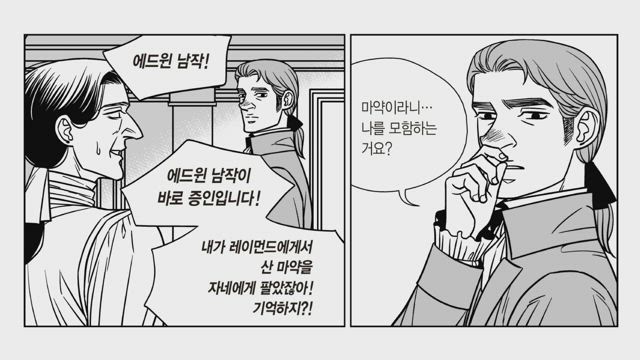 에드윈 남작!
에드윈 남작이
바로 증인입니다!
내가 레이먼드에게서
산 마약을
자네에게 팔았잖아!
기억하지?!
마약이라니…
나를 모함하는
거요?